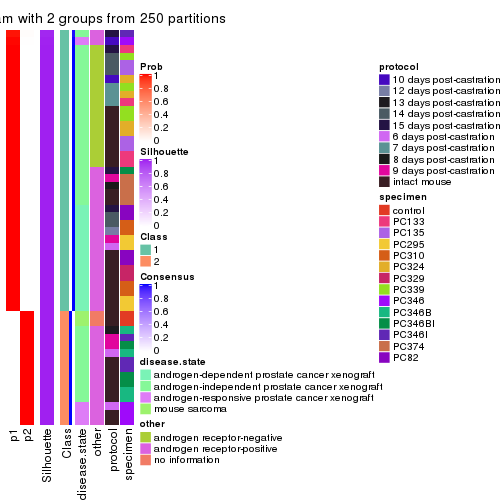 am with 2 groups from 250 partitions
Prob
1
0.8
0.6
0.4
0.2
0
Silhouette
1
0.8
0.6
0.4
0.2
0
Class
1
2
Consensus
1
0.8
0.6
0.4
0.2
0
disease.state
androgen-dependent prostate cancer xenograft
androgen-independent prostate cancer xenograft
androgen-responsive prostate cancer xenograft
mouse sarcoma
other
androgen receptor-negative
androgen receptor-positive
no information
protocol
10 days post-castration
12 days post-castration
13 days post-castration
14 days post-castration
15 days post-castration
6 days post-castration
7 days post-castration
8 days post-castration
9 days post-castration
intact mouse
specimen
control
PC133
PC135
PC295
PC310
PC324
PC329
PC339
PC346
PC346B
PC346BI
PC346I
PC374
PC82
p1
p2
Silhouette
Class
disease.state
other
protocol
specimen